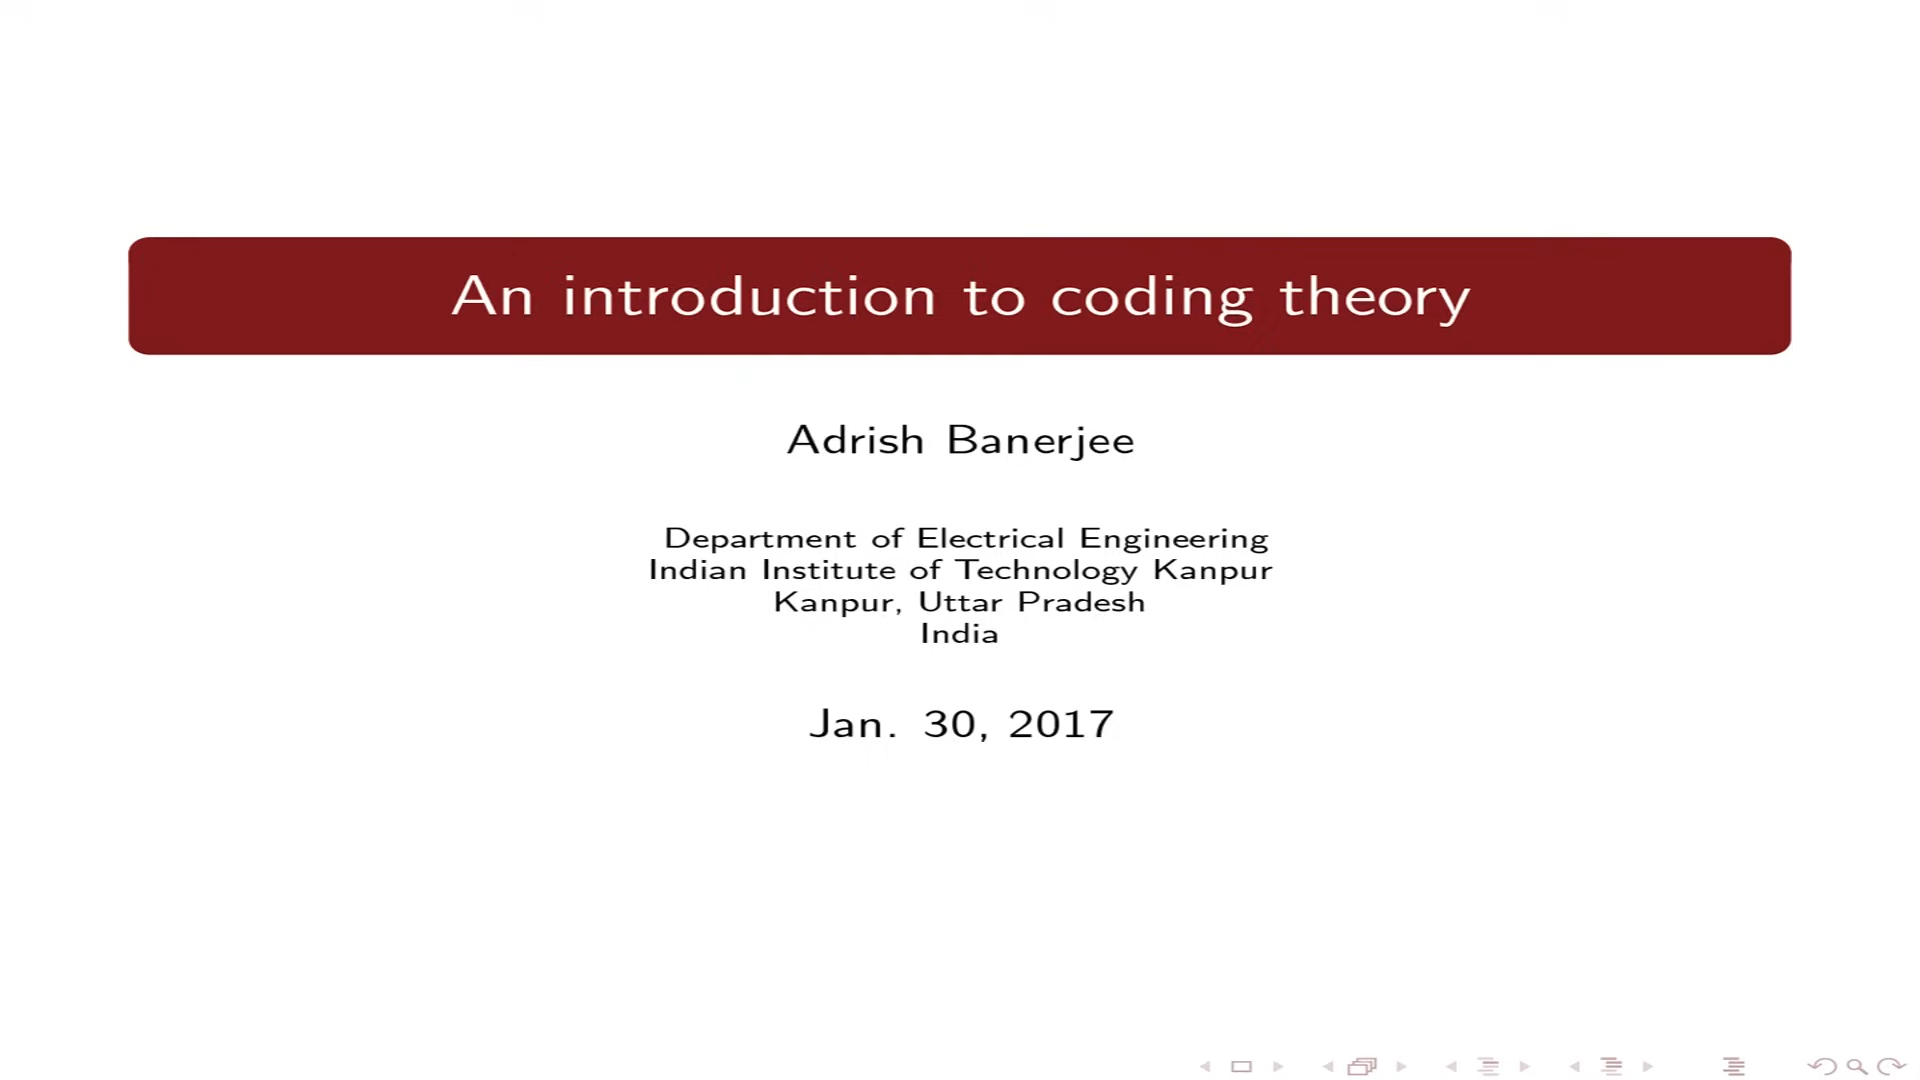 An introduction to coding theory
Adrish Banerjee
Department of Electrical Engineering
Indian Institute of Technology Kanpur
Kanpur, Uttar Pradesh
India
Jan. 30, 2017